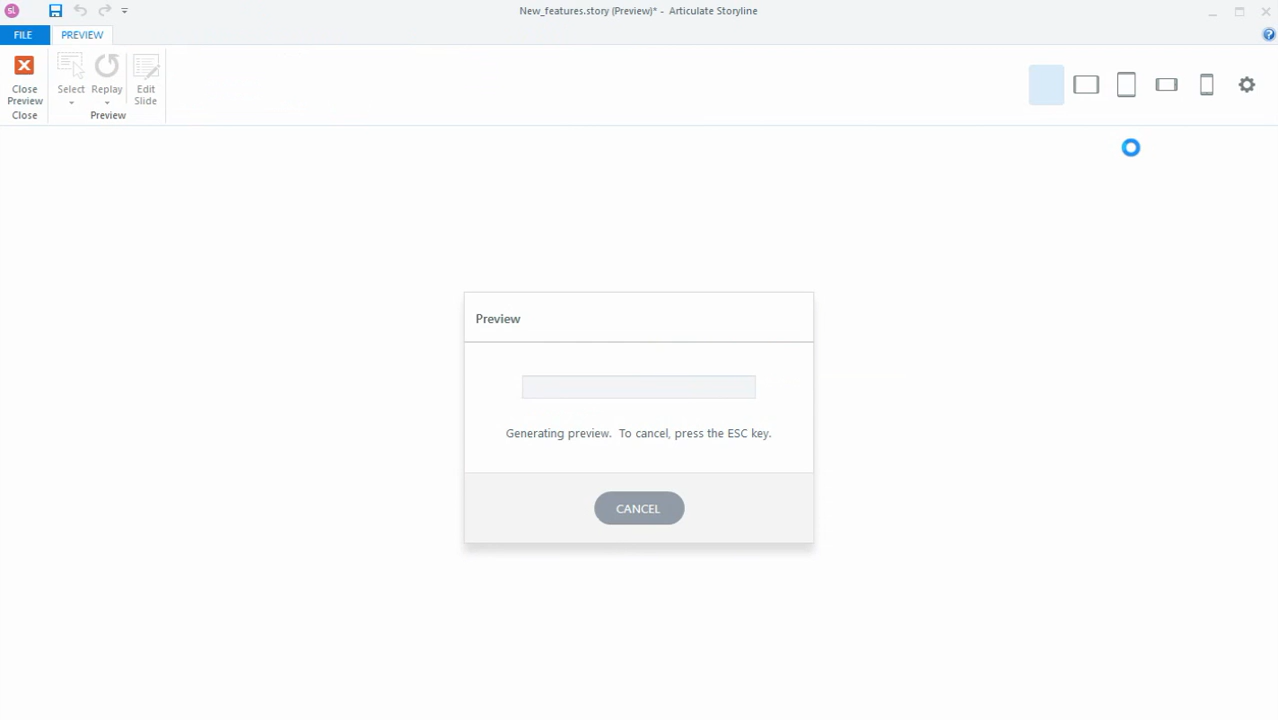 sl
New_features.story (Preview)* - Articulate Storyline
FILE PREVIEW
Close Preview
Select
Replay
Edit Slide
Close
Preview
?
Preview
Generating preview. To cancel, press the ESC key.
CANCEL